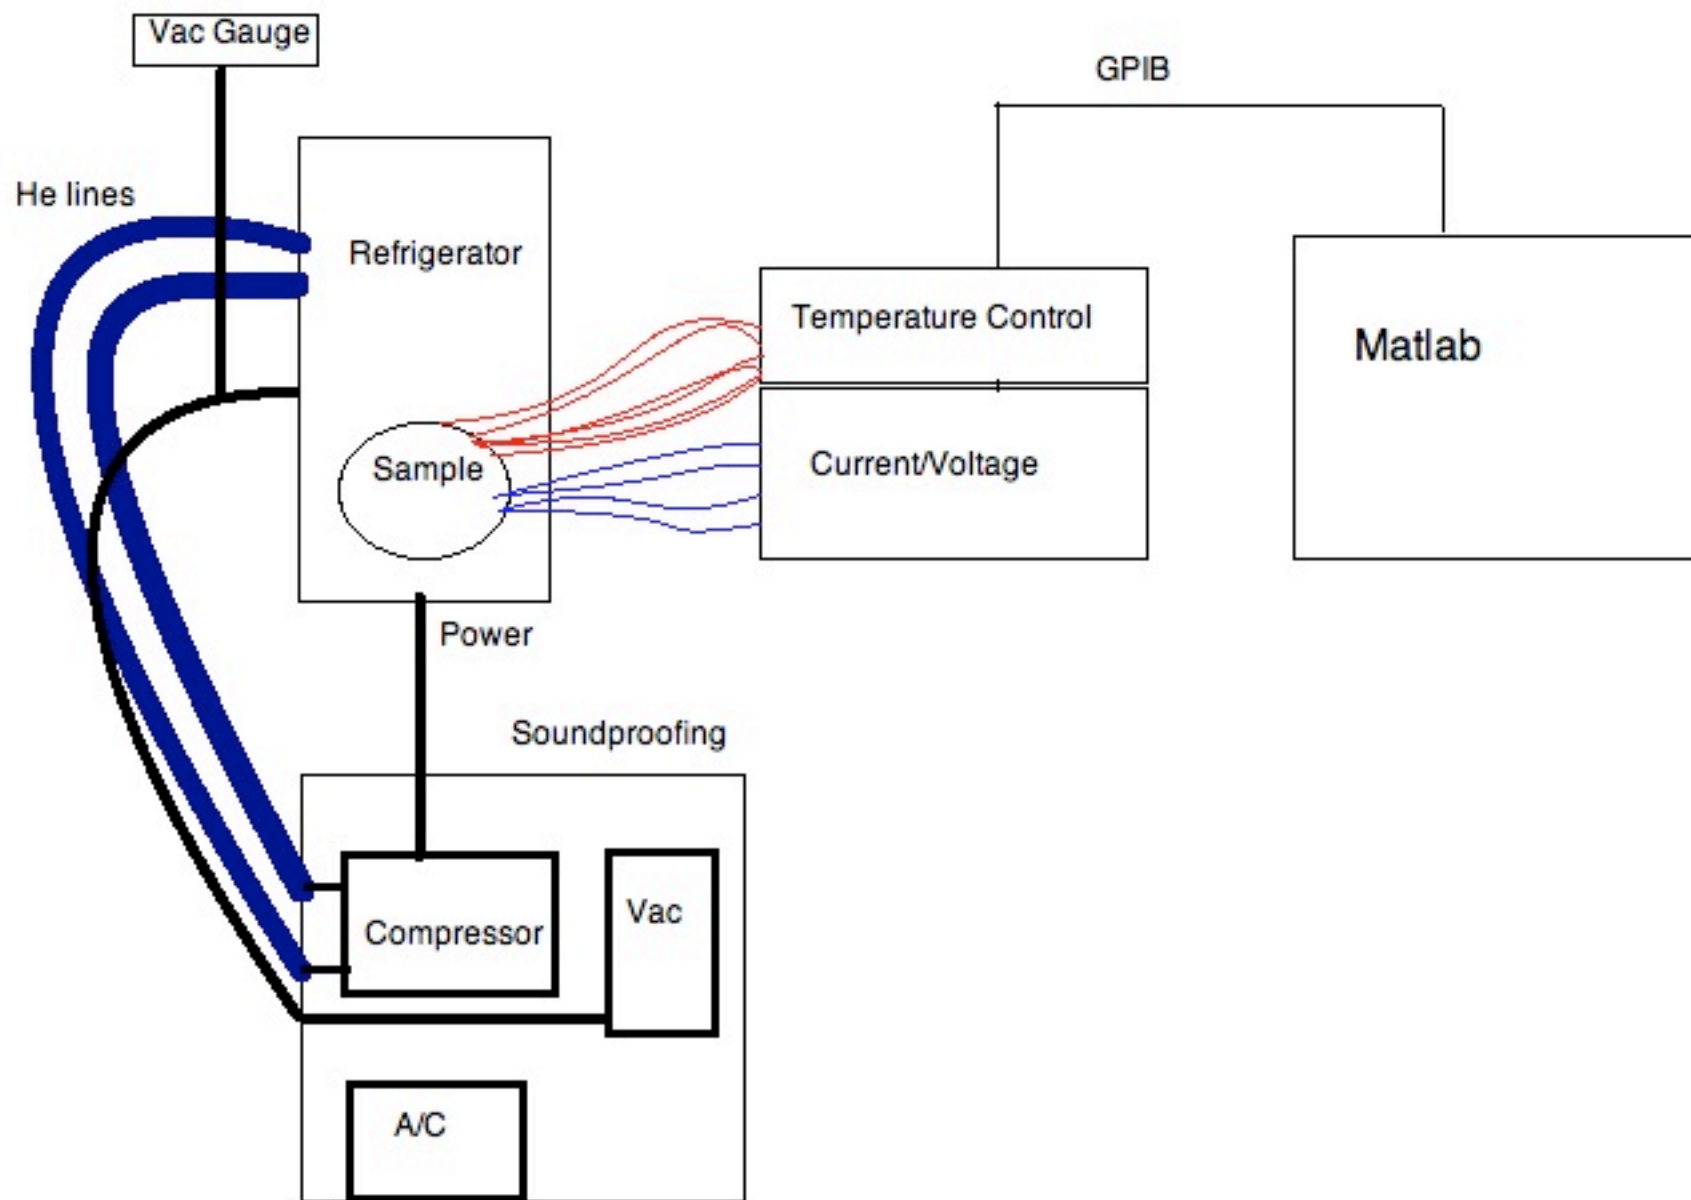 Vac Gauge
GPIB
He lines
Refrigerator
Temperature Control
Matlab
Sample
Current/Voltage
Power
Soundproofing
Vac
Compressor
A/C